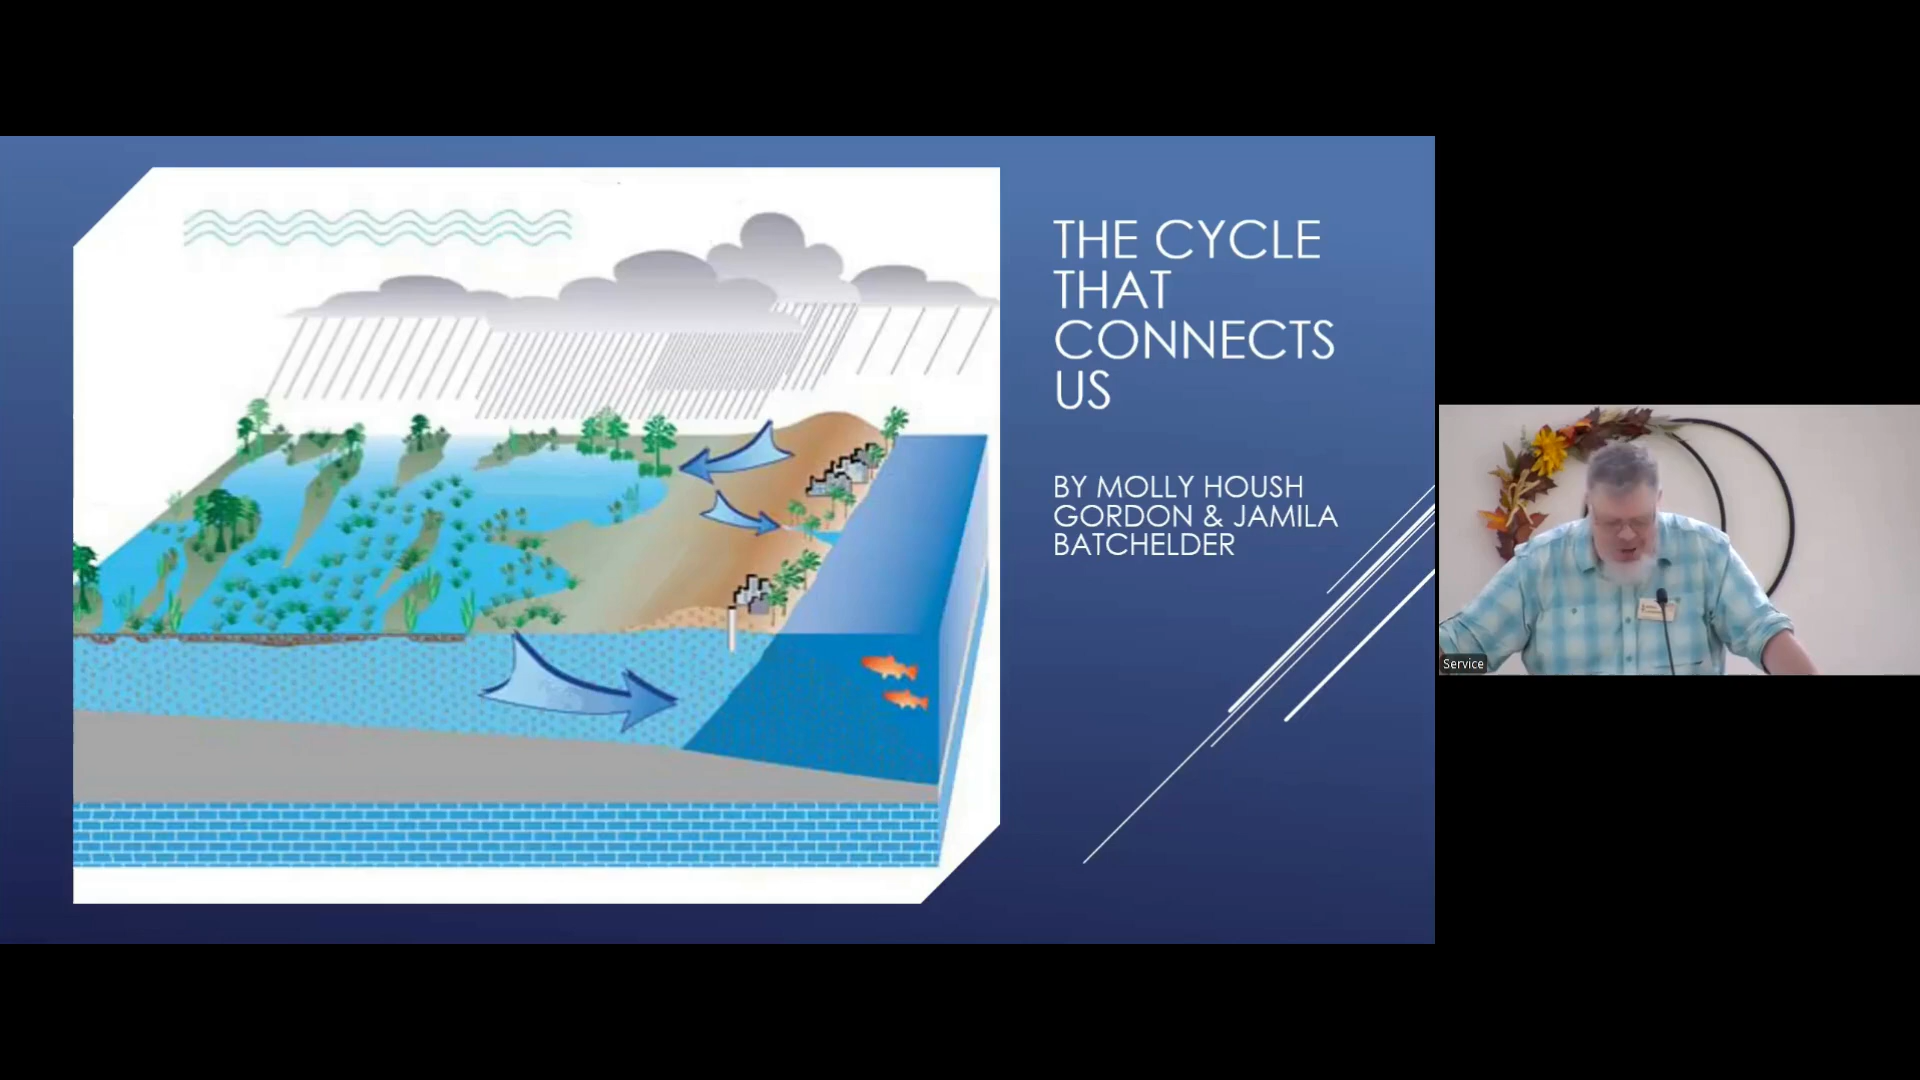 THE CYCLE
THAT
CONNECTS
US
BY MOLLY HOUSH
GORDON & JAMILA
BATCHELDER
Service